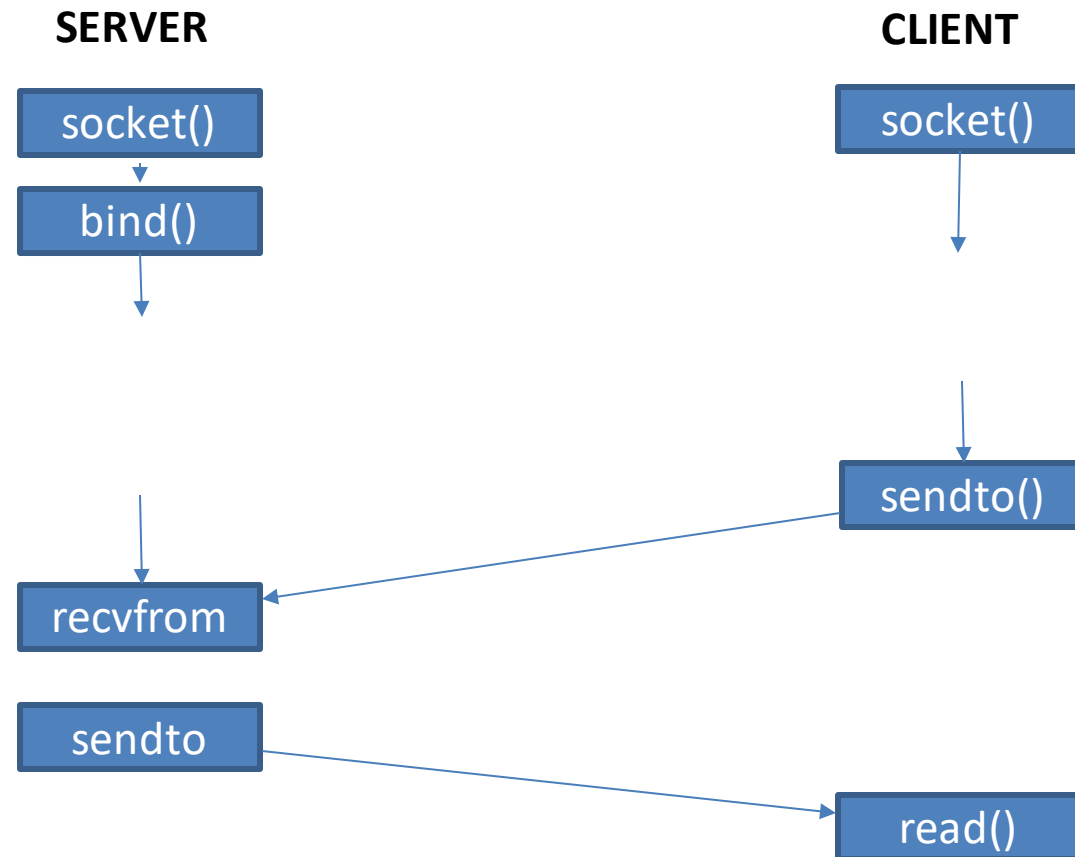 SERVER
CLIENT
socket()
socket()
bind()
sendto()
recvfrom
sendto
read()